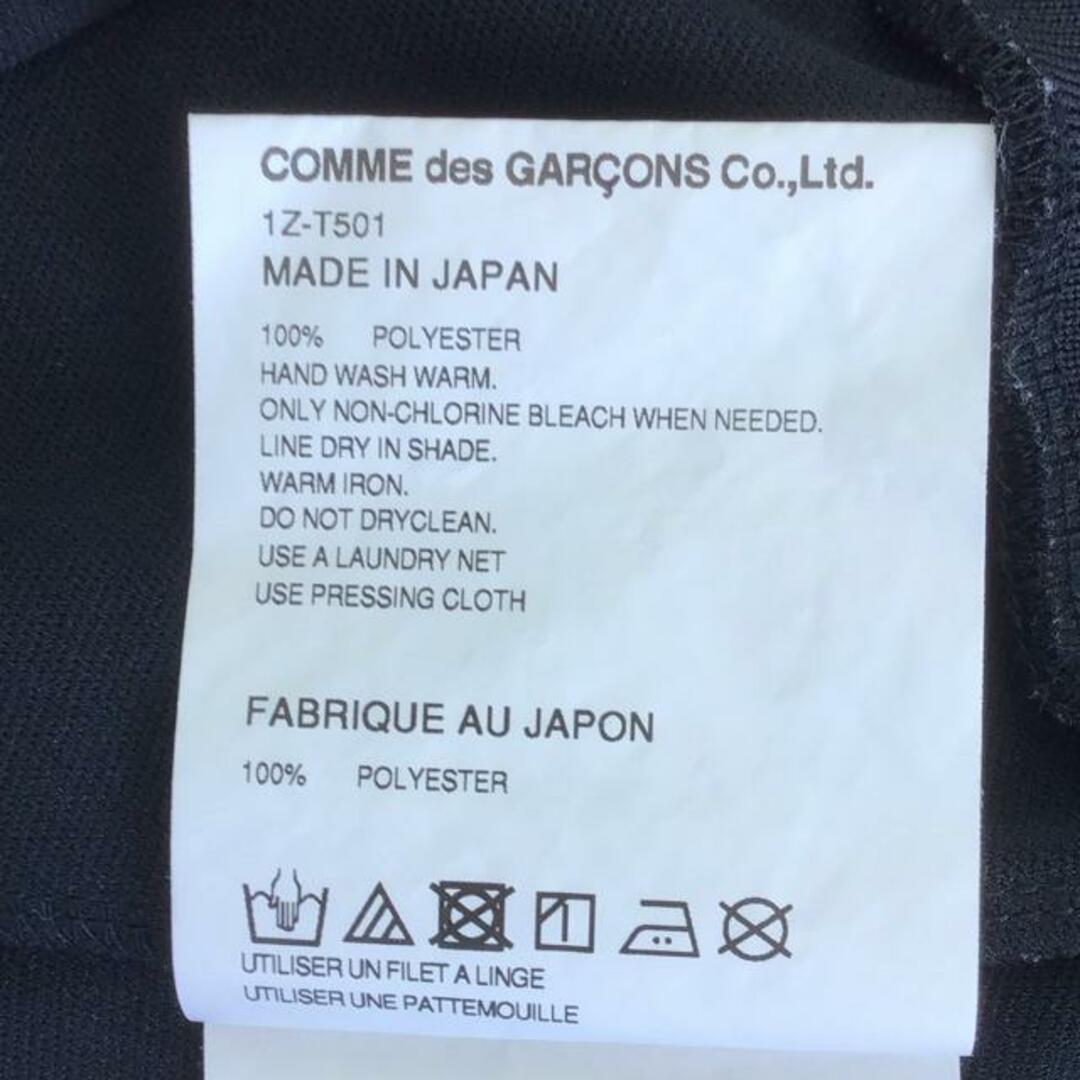 COMME des GARÇONS Co.,Ltd.
1Z-T501
MADE IN JAPAN
100% POLYESTER
HAND WASH WARM.
ONLY NON-CHLORINE BLEACH WHEN NEEDED.
LINE DRY IN SHADE.
WARM IRON.
DO NOT DRYCLEAN.
USE A LAUNDRY NET
USE PRESSING CLOTH
FABRIQUE AU JAPON
100% POLYESTER
UTILISER UN FILET A LINGE
UTILISER UNE PATTEMOUILLE